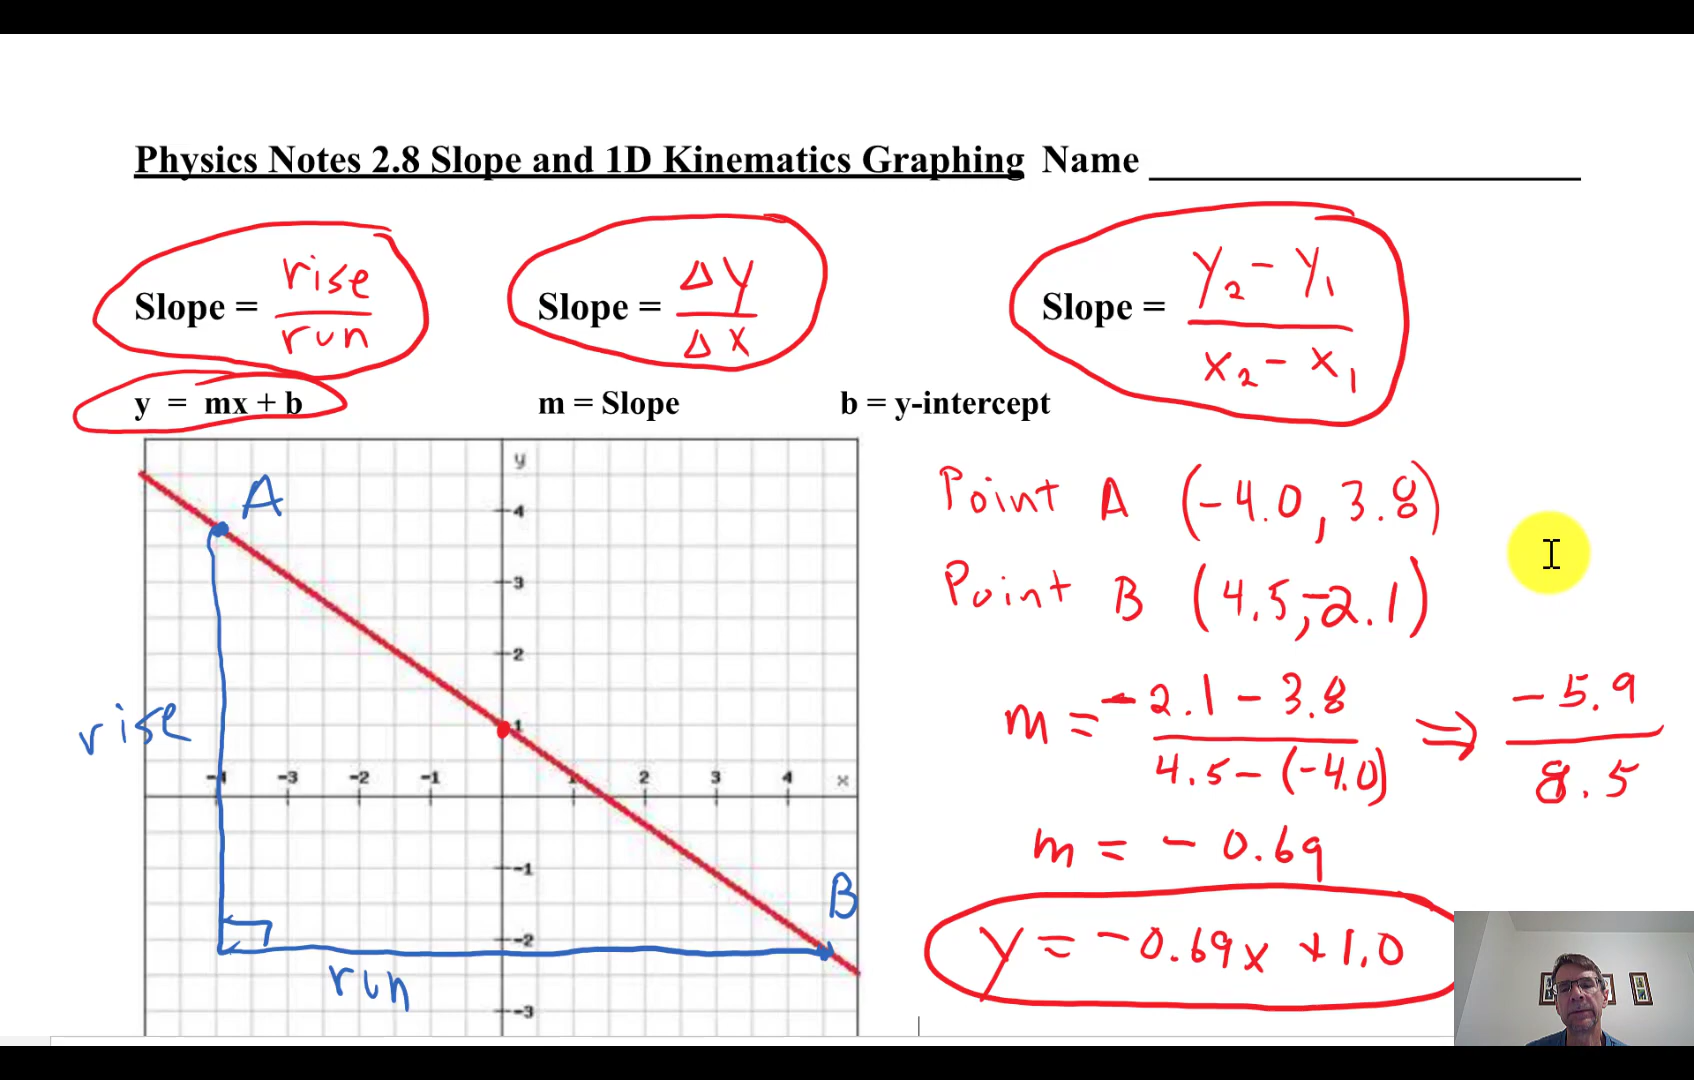 Physics Notes 2.8 Slope and 1D Kinematics Graphing Name
Slope = rise / run
Slope = Δy / Δx
Slope = y₂ - y₁ / x₂ - x₁
y = mx + b
m = Slope
b = y-intercept
y
A
4
3
2
1
rise
-4 -3 -2 -1 1 2 3 4 x
-1
B
-2
run
-3
Point A (-4.0, 3.8)
Point B (4.5, -2.1)
m = -2.1 - 3.8 / 4.5 - (-4.0) ⇒ -5.9 / 8.5
m = - 0.69
y = -0.69x + 1.0